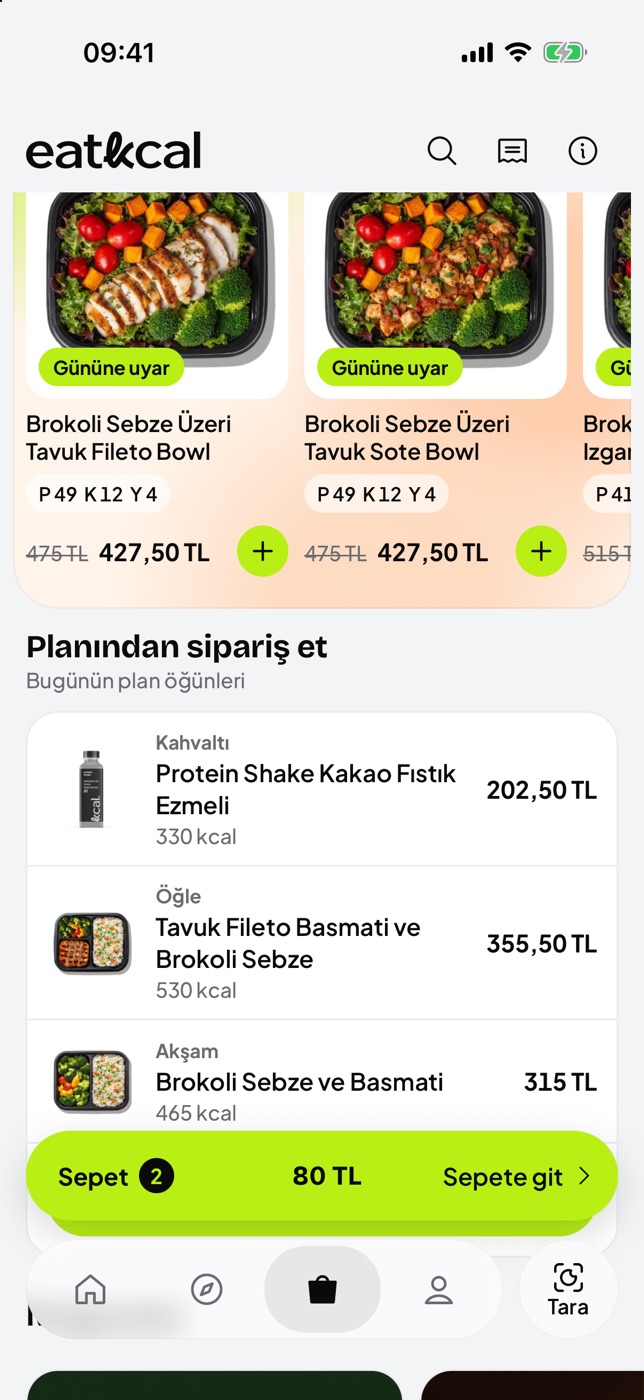 09:41
eat&cal
Gününe uyar
Gününe uyar
Brokoli Sebze Üzeri
Tavuk Fileto Bowl
Brokoli Sebze Üzeri
Tavuk Sote Bowl
P 49 K 12 Y 4
P 49 K 12 Y 4
P 41
475 TL 427,50 TL
475 TL 427,50 TL
Planından sipariş et
Bugünün plan öğünleri
Kahvaltı
Protein Shake Kakao Fıstık
Ezmeli
330 kcal
202,50 TL
Öğle
Tavuk Fileto Basmati ve
Brokoli Sebze
530 kcal
355,50 TL
Akşam
Brokoli Sebze ve Basmati
465 kcal
315 TL
Sepet 2 80 TL Sepete git
Tara